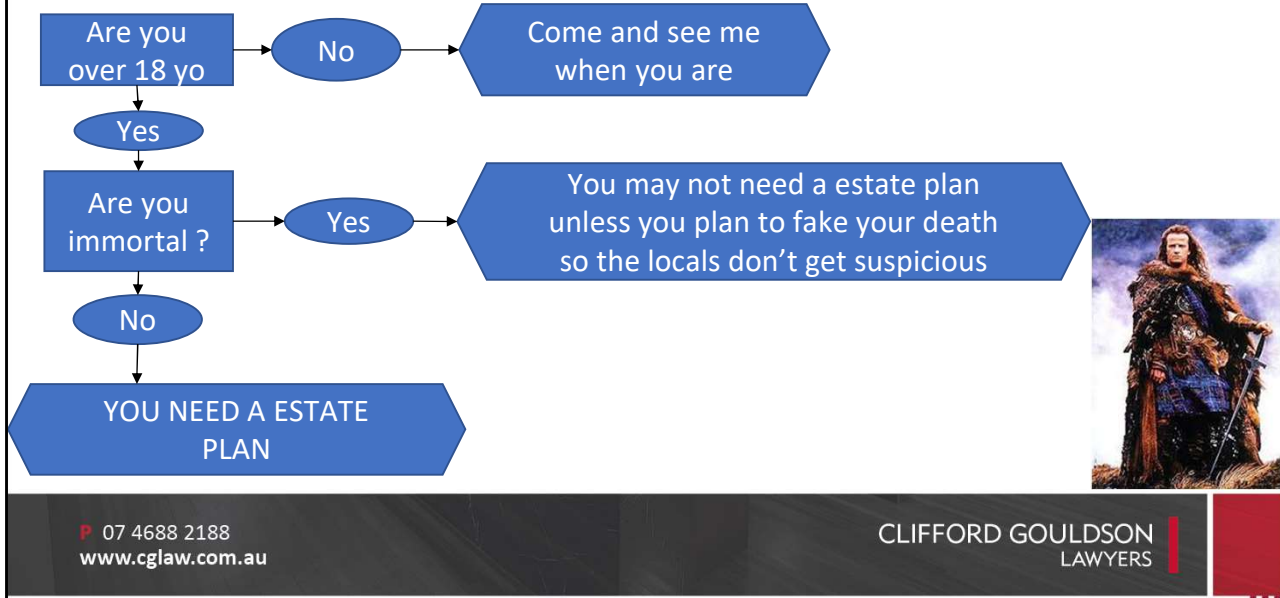 Are you
over 18 yo
No
Come and see me
when you are
Yes
Are you
immortal ?
Yes
You may not need a estate plan
unless you plan to fake your death
so the locals don’t get suspicious
No
YOU NEED A ESTATE
PLAN
P 07 4688 2188
www.cglaw.com.au
CLIFFORD GOULDSON
LAWYERS